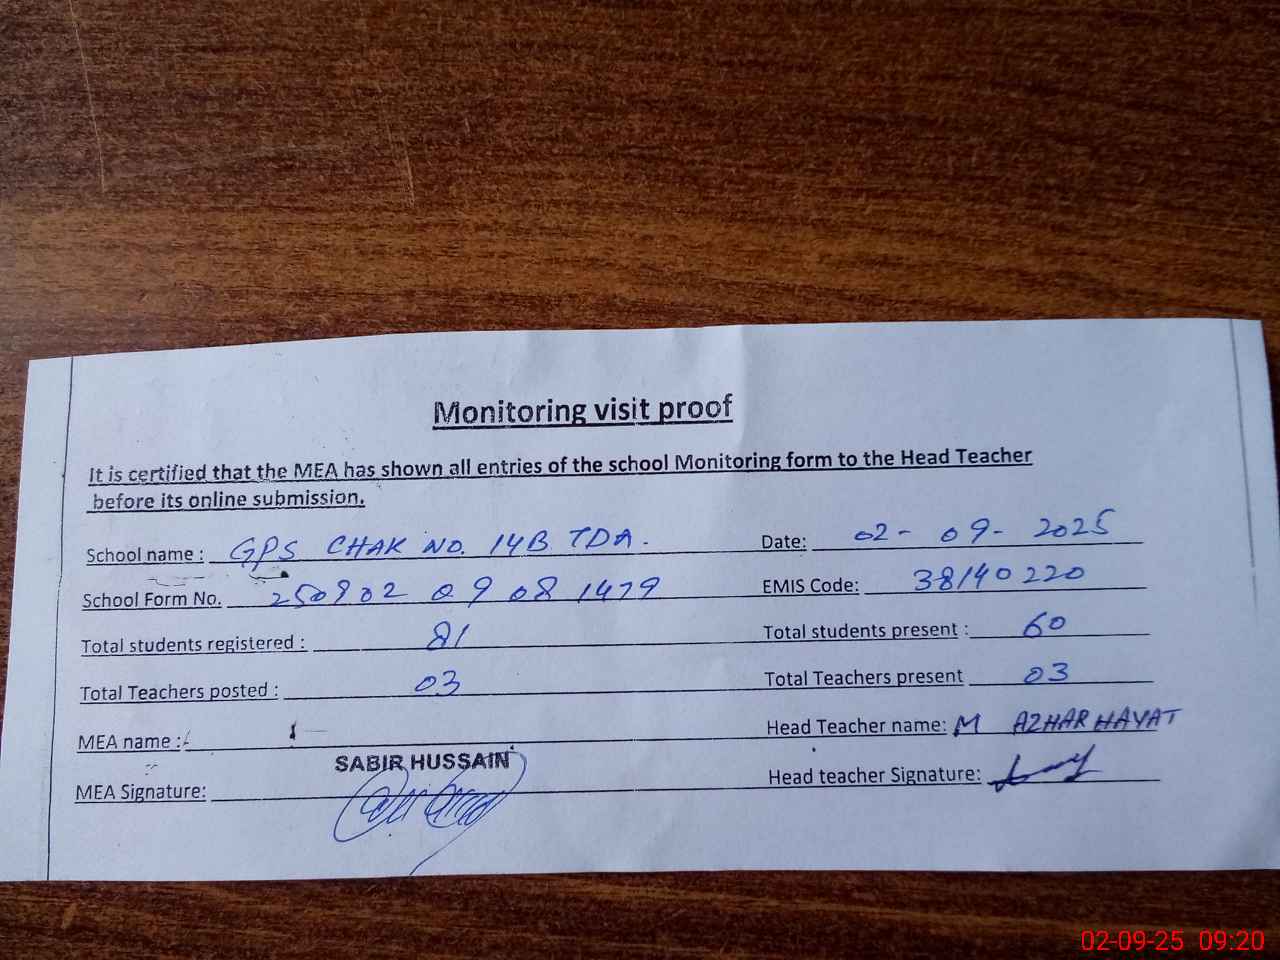 Monitoring visit proof
It is certified that the MEA has shown all entries of the school Monitoring form to the Head Teacher
before its online submission.
School name : GPS CHAK NO. 14B TDA. Date: 02-09-2025
School Form No. 250902 09 08 1479 EMIS Code: 38140220
Total students registered : 81 Total students present : 60
Total Teachers posted : 03 Total Teachers present 03
MEA name : Head Teacher name: M AZHAR HAYAT
SABIR HUSSAIN
MEA Signature: Head teacher Signature:
02-09-25 09:20